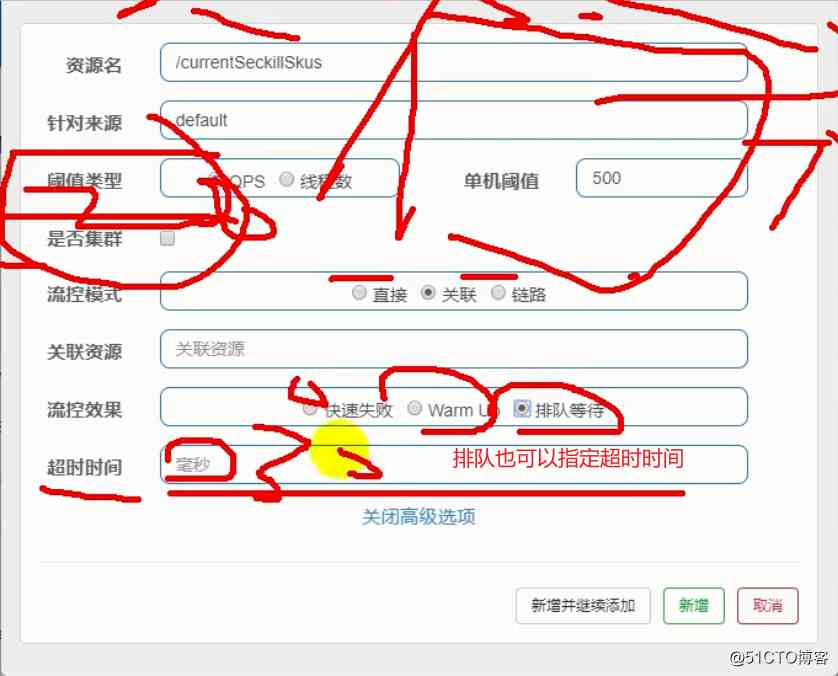 资源名 /currentSeckillSkus
针对来源 default
阈值类型 QPS 线程数 单机阈值 500
是否集群
流控模式 直接 关联 链路
关联资源 关联资源
流控效果 快速失败 Warm Up 排队等待
超时时间 毫秒 排队也可以指定超时时间
关闭高级选项
新增并继续添加 新增 取消
@51CTO博客